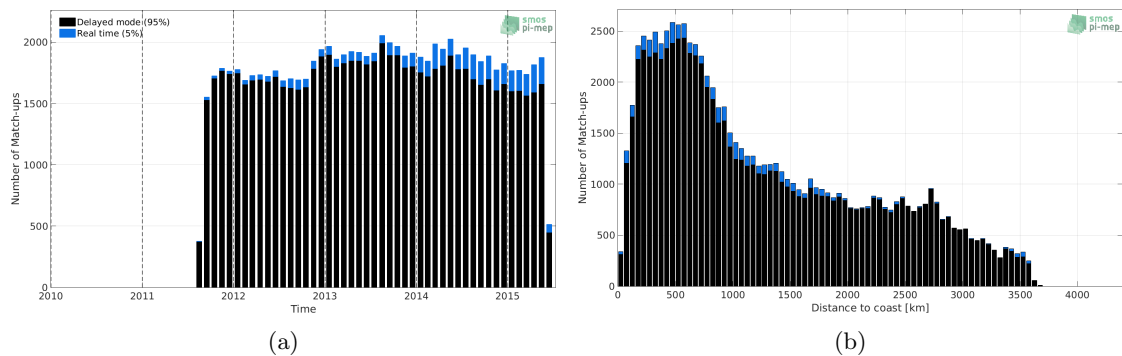 Delayed mode (95%)
Real time (5%)
smos
pi-mep
2000
1500
1000
500
0
Number of Match-ups
2010
2011
2012
2013
2014
2015
Time
(a)
smos
pi-mep
2500
2000
1500
1000
500
0
Number of Match-ups
0
500
1000
1500
2000
2500
3000
3500
4000
Distance to coast [km]
(b)